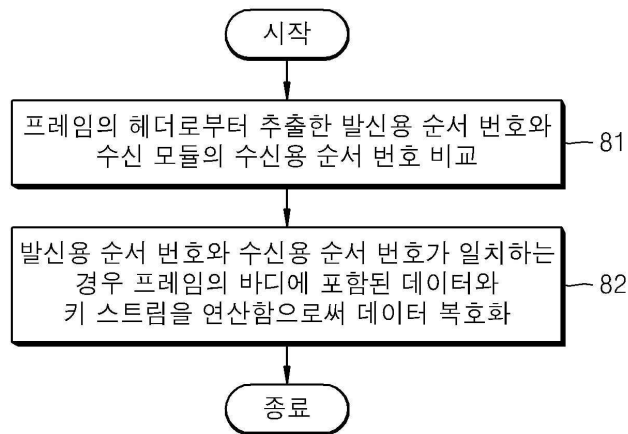 시작
프레임의 헤더로부터 추출한 발신용 순서 번호와
수신 모듈의 수신용 순서 번호 비교
81
발신용 순서 번호와 수신용 순서 번호가 일치하는
경우 프레임의 바디에 포함된 데이터와
키 스트림을 연산함으로써 데이터 복호화
82
종료